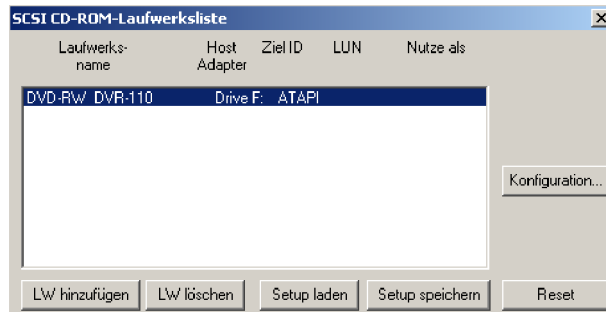 SCSI CD-ROM-Laufwerksliste
Laufwerks-name Host Adapter Ziel ID LUN Nutze als
DVD-RW DVR-110 Drive F: ATAPI
Konfiguration...
LW hinzufügen LW löschen Setup laden Setup speichern Reset